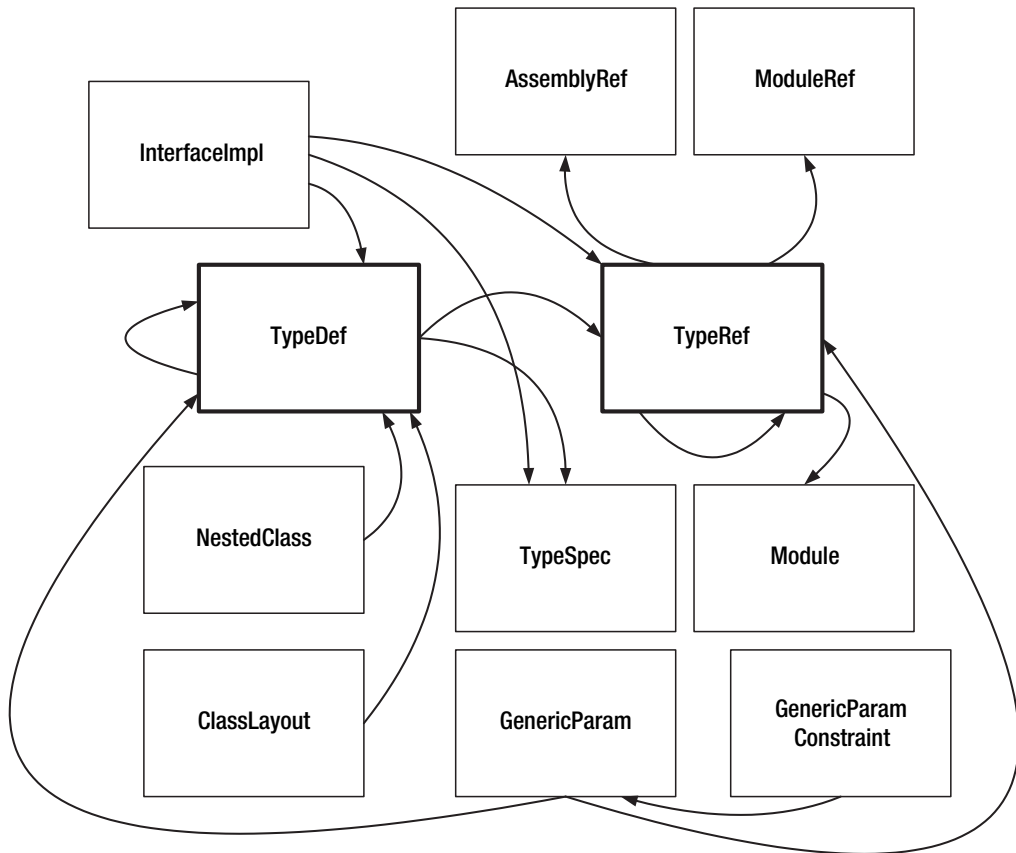 AssemblyRef
ModuleRef
InterfaceImpl
TypeDef
TypeRef
NestedClass
TypeSpec
Module
ClassLayout
GenericParam
GenericParam
Constraint